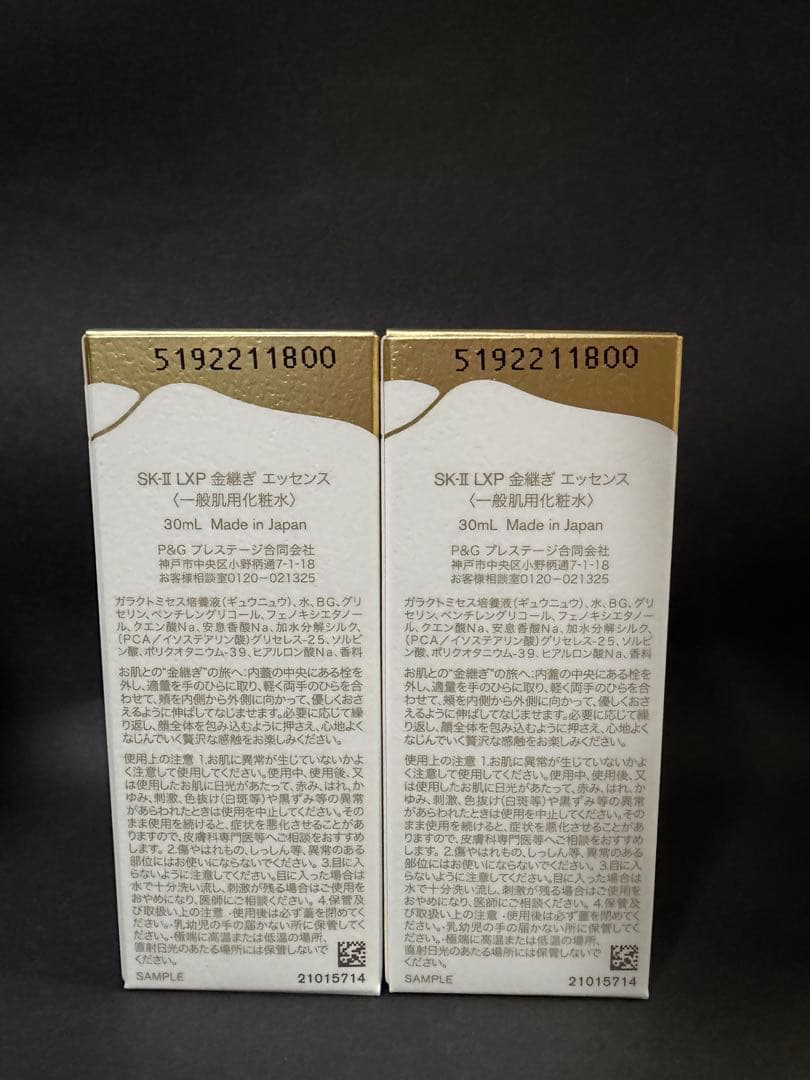 5192211800
SK-II LXP 金継ぎ エッセンス
〈一般肌用化粧水〉
30mL Made in Japan
P&G プレステージ合同会社
神戸市中央区小野柄通7-1-18
お客様相談室0120-021325
ガラクトミセス培養液(ギュウニュウ)、水、BG、グリ
セリン、ペンチレングリコール、フェノキシエタノー
ル、クエン酸Na、安息香酸Na、加水分解シルク、
(PCA/イソステアリン酸)グリセレス-25、ソルビ
ン酸、ポリクオタニウム-39、ヒアルロン酸Na、香料
お肌との“金継ぎ”の旅へ:内蓋の中央にある栓を
外し、適量を手のひらに取り、軽く両手のひらを合
わせて、頬を内側から外側に向かって、優しくおさ
えるように伸ばしてなじませます。必要に応じて繰
り返し、顔全体を包み込むように押さえ、心地よく
なじんでいく贅沢な感触をお楽しみください。
使用上の注意 1.お肌に異常が生じていないかよ
く注意して使用してください。使用中、使用後、又
は使用したお肌に日光があたって、赤み、はれ、か
ゆみ、刺激、色抜け(白斑等)や黒ずみ等の異常
があらわれたときは使用を中止してください。その
まま使用を続けると、症状を悪化させることがあ
りますので、皮膚科専門医等へご相談をおすすめ
します。2.傷やはれもの、しっしん等、異常のある
部位にはお使いにならないでください。3.目に入
らないように注意してください。目に入った場合は
水で十分洗い流し、刺激が残る場合はご使用を
おやめになり、医師にご相談ください。4.保管及
び取扱い上の注意・使用後は必ず蓋を閉めてく
ださい。・乳幼児の手の届かない所に保管してく
ださい。・極端に高温または低温の場所、
直射日光のあたる場所には保管しないで
ください。
SAMPLE
21015714
5192211800
SK-II LXP 金継ぎ エッセンス
〈一般肌用化粧水〉
30mL Made in Japan
P&G プレステージ合同会社
神戸市中央区小野柄通7-1-18
お客様相談室0120-021325
ガラクトミセス培養液(ギュウニュウ)、水、BG、グリ
セリン、ペンチレングリコール、フェノキシエタノー
ル、クエン酸Na、安息香酸Na、加水分解シルク、
(PCA/イソステアリン酸)グリセレス-25、ソルビ
ン酸、ポリクオタニウム-39、ヒアルロン酸Na、香料
お肌との“金継ぎ”の旅へ:内蓋の中央にある栓を
外し、適量を手のひらに取り、軽く両手のひらを合
わせて、頬を内側から外側に向かって、優しくおさ
えるように伸ばしてなじませます。必要に応じて繰
り返し、顔全体を包み込むように押さえ、心地よく
なじんでいく贅沢な感触をお楽しみください。
使用上の注意 1.お肌に異常が生じていないかよ
く注意して使用してください。使用中、使用後、又
は使用したお肌に日光があたって、赤み、はれ、か
ゆみ、刺激、色抜け(白斑等)や黒ずみ等の異常
があらわれたときは使用を中止してください。その
まま使用を続けると、症状を悪化させることがあ
りますので、皮膚科専門医等へご相談をおすすめ
します。2.傷やはれもの、しっしん等、異常のある
部位にはお使いにならないでください。3.目に入
らないように注意してください。目に入った場合は
水で十分洗い流し、刺激が残る場合はご使用を
おやめになり、医師にご相談ください。4.保管及
び取扱い上の注意・使用後は必ず蓋を閉めてく
ださい。・乳幼児の手の届かない所に保管してく
ださい。・極端に高温または低温の場所、
直射日光のあたる場所には保管しないで
ください。
SAMPLE
21015714